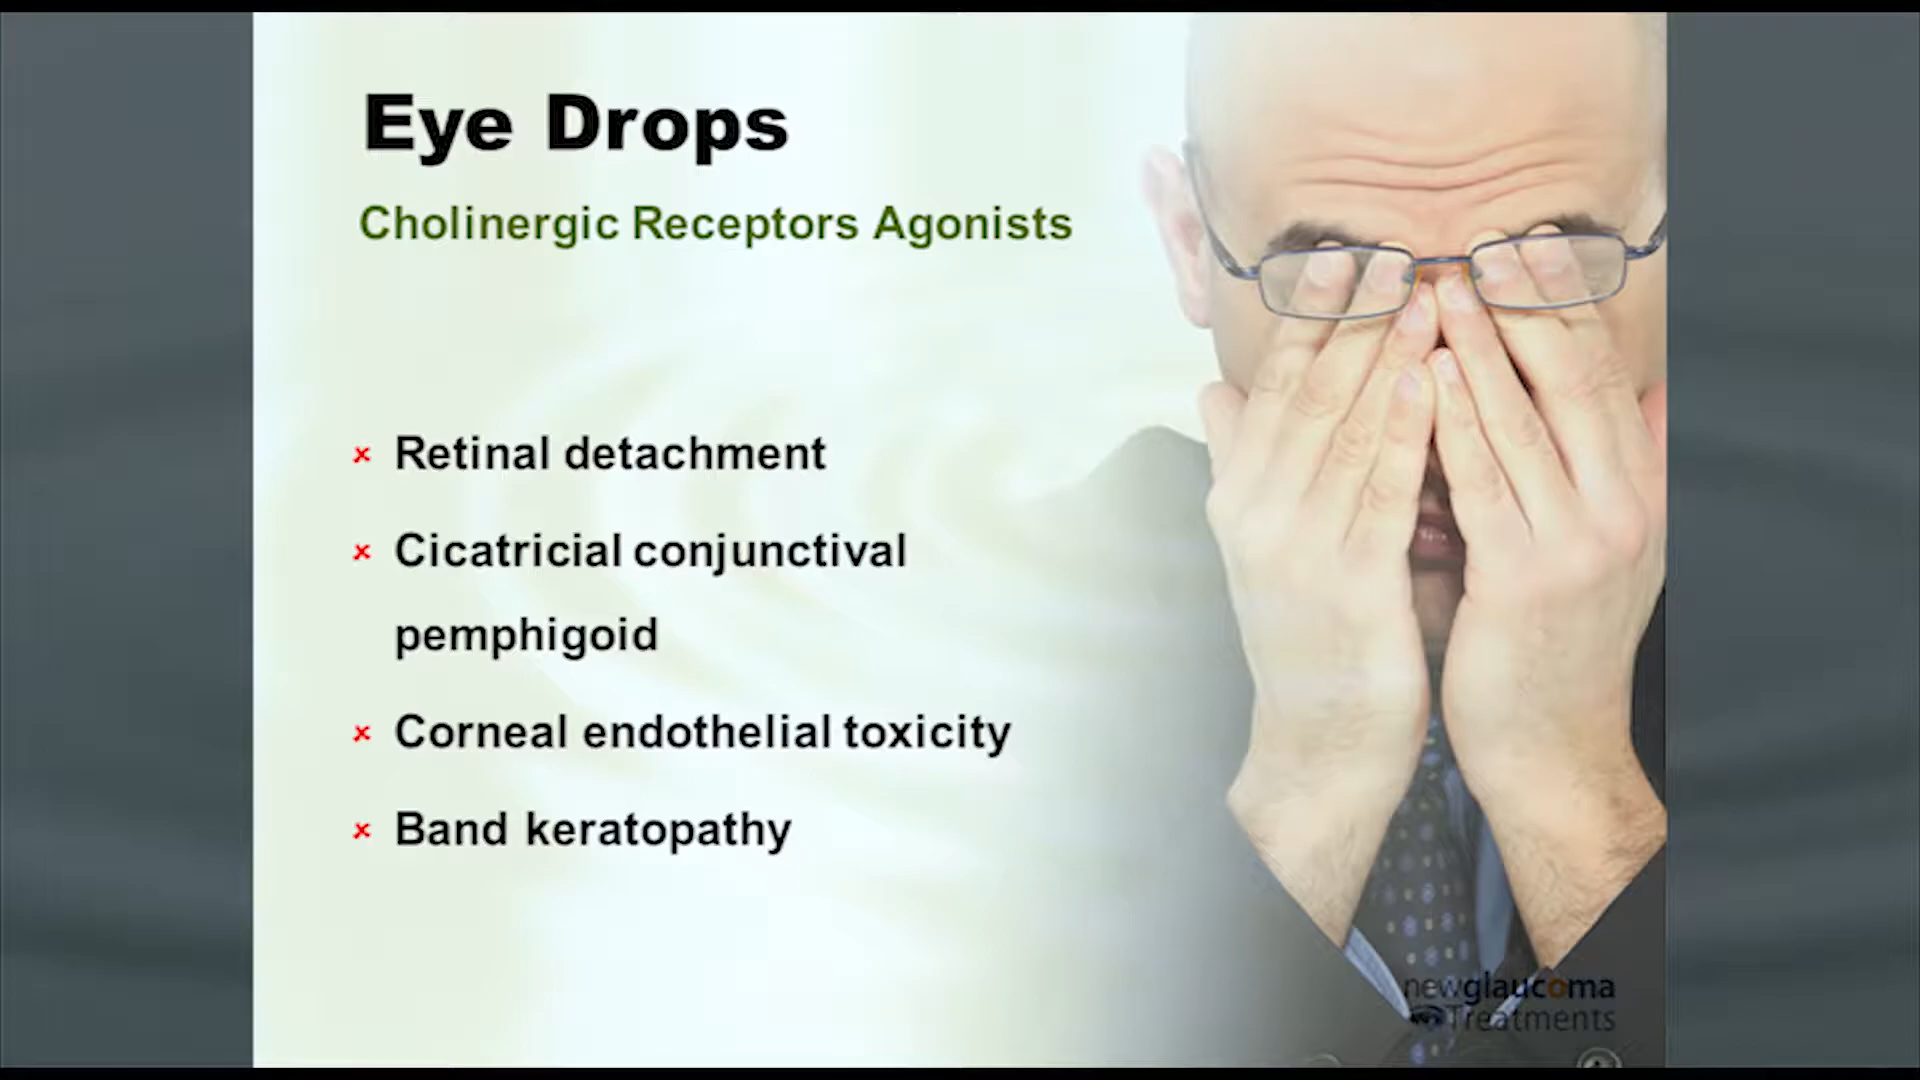 Eye Drops
Cholinergic Receptors Agonists
Retinal detachment
Cicatricial conjunctival
pemphigoid
Corneal endothelial toxicity
Band keratopathy
newglaucoma
Treatments